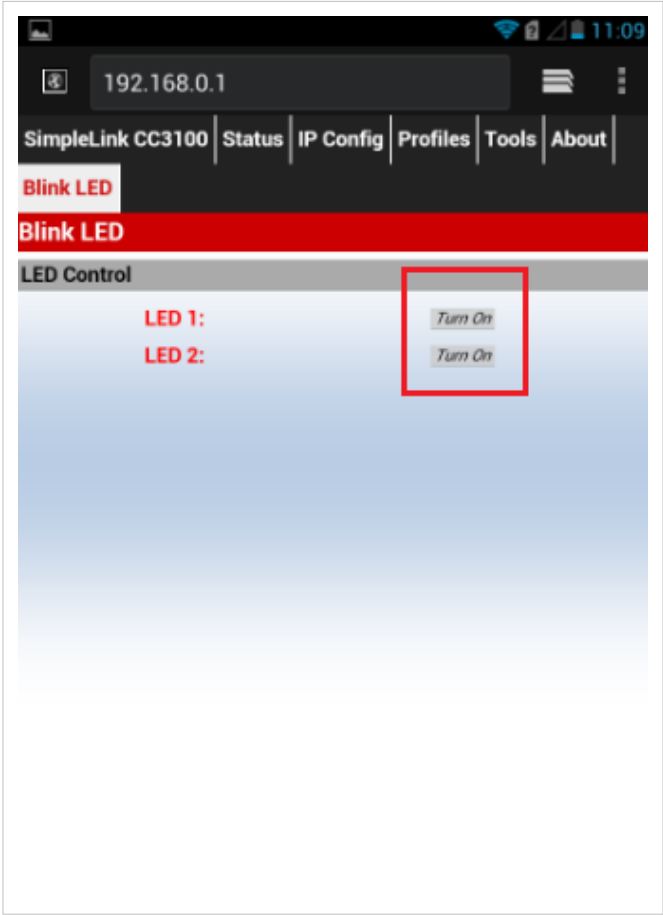 11:09
192.168.0.1
SimpleLink CC3100 Status IP Config Profiles Tools About
Blink LED
Blink LED
LED Control
LED 1: Turn On
LED 2: Turn On